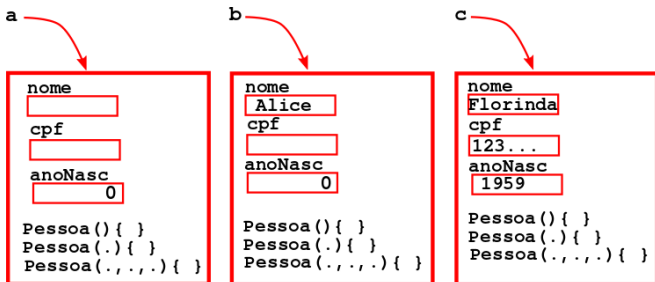 a
nome
cpf
anoNasc
0
Pessoa(){ }
Pessoa(.){ }
Pessoa(.,.,.){ }
b
nome
Alice
cpf
anoNasc
0
Pessoa(){ }
Pessoa(.){ }
Pessoa(.,.,.){ }
c
nome
Florinda
cpf
123...
anoNasc
1959
Pessoa(){ }
Pessoa(.){ }
Pessoa(.,.,.){ }